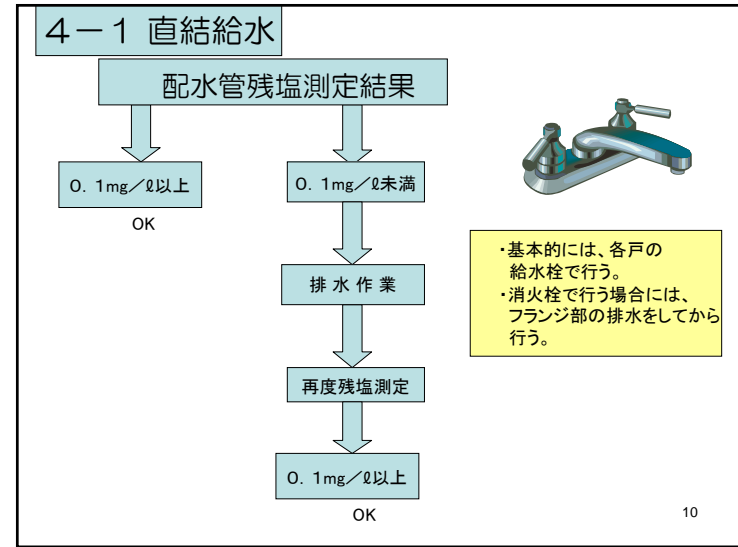 ４－１ 直結給水
配水管残塩測定結果
０．１mg／ℓ以上
OK
０．１mg／ℓ未満
排 水 作 業
再度残塩測定
０．１mg／ℓ以上
OK
・基本的には、各戸の
給水栓で行う。
・消火栓で行う場合には、
フランジ部の排水をしてから
行う。
10